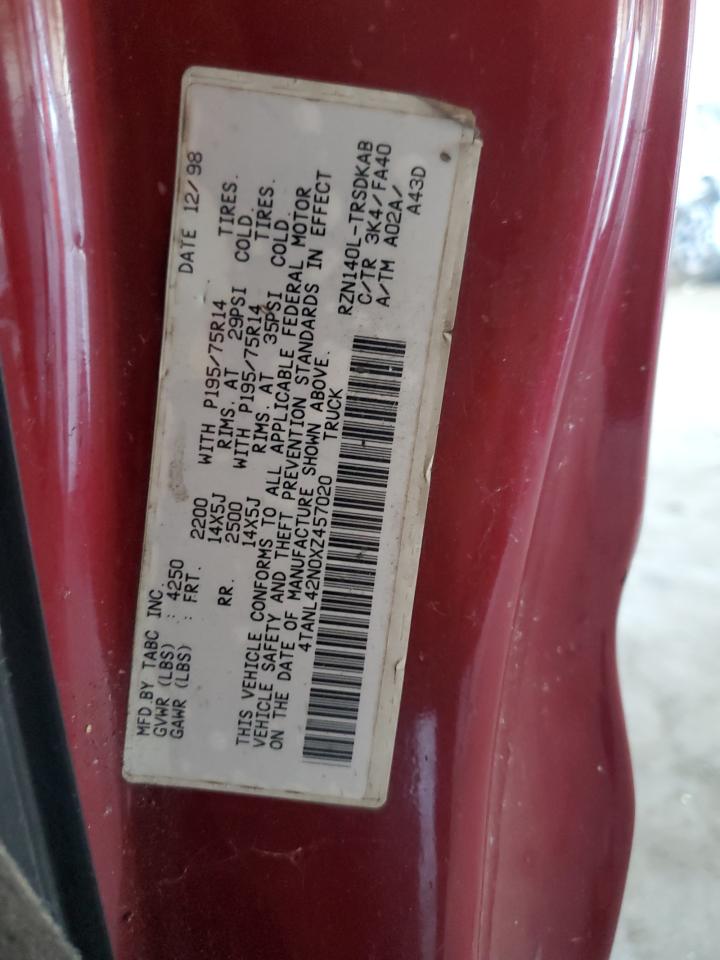 MFD.BY TABC INC. DATE 12/98
GVWR (LBS) : 4250
GAWR (LBS) : FRT. 2200 WITH P195/75R14 TIRES.
14X5J RIMS. AT 29PSI COLD.
RR. 2500 WITH P195/75R14 TIRES.
14X5J RIMS. AT 35PSI COLD.
THIS VEHICLE CONFORMS TO ALL APPLICABLE FEDERAL MOTOR
VEHICLE SAFETY AND THEFT PREVENTION STANDARDS IN EFFECT
ON THE DATE OF MANUFACTURE SHOWN ABOVE.
4TANL42N0XZ457020 TRUCK
RZN140L-TRSDKAB
C/TR 3K4/FA40
A/TM A02A/
A43D